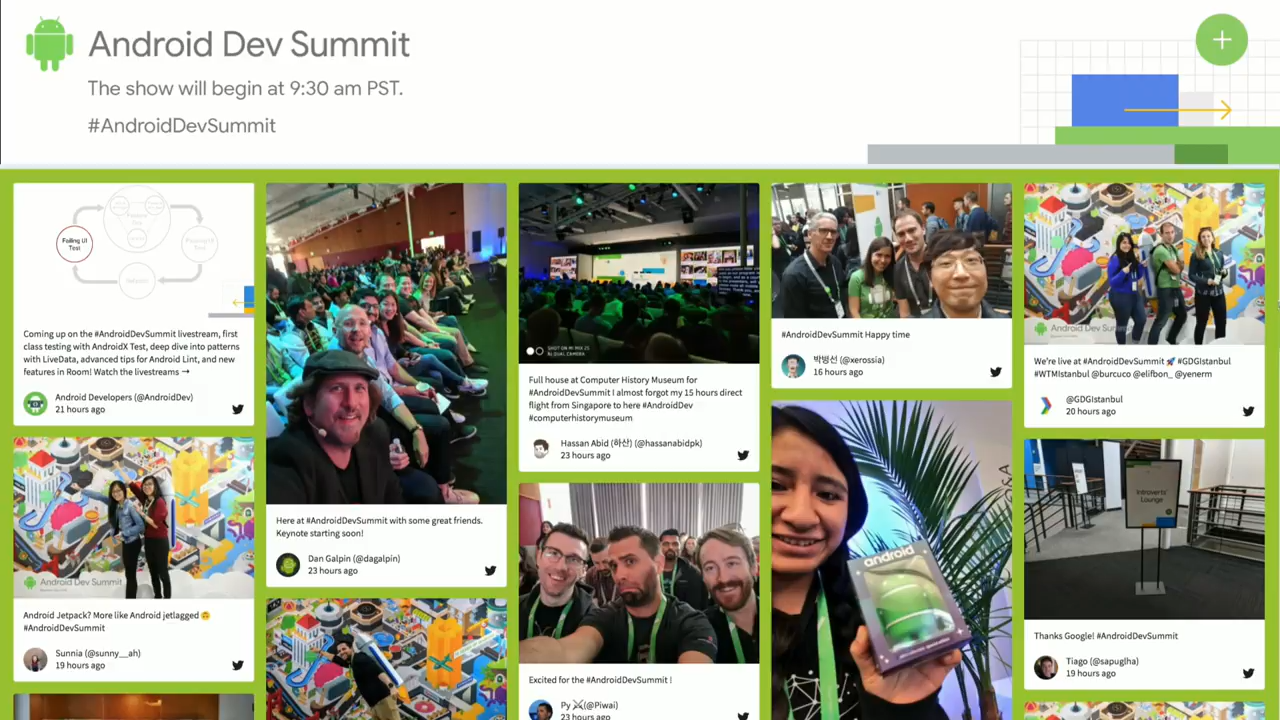 Android Dev Summit
The show will begin at 9:30 am PST.
#AndroidDevSummit
Failing UI
Test
Coming up on the #AndroidDevSummit livestream, first
class testing with AndroidX Test, deep dive into patterns
with LiveData, advanced tips for Android Lint, and new
features in Room! Watch the livestreams →
Android Developers (@AndroidDev)
21 hours ago
Android Dev Summit
Android Jetpack? More like Android jetlagged 🙃
#AndroidDevSummit
Sunnia (@sunny__ah)
19 hours ago
Here at #AndroidDevSummit with some great friends.
Keynote starting soon!
Dan Galpin (@dagalpin)
23 hours ago
SHOT ON MI MIX 2S
AI DUAL CAMERA
Full house at Computer History Museum for
#AndroidDevSummit I almost forgot my 15 hours direct
flight from Singapore to here #AndroidDev
#computerhistorymuseum
Hassan Abid (하산) (@hassanabidpk)
23 hours ago
Excited for the #AndroidDevSummit !
Py ⚔(@Piwai)
23 hours ago
#AndroidDevSummit Happy time
박병선 (@xerossia)
16 hours ago
android
Android Dev Summit
We're live at #AndroidDevSummit 🚀 #GDGIstanbul
#WTMIstanbul @burcuco @elifbon_ @yenerm
@GDGIstanbul
20 hours ago
Introverts'
Lounge
Thanks Google! #AndroidDevSummit
Tiago (@sapuglha)
19 hours ago